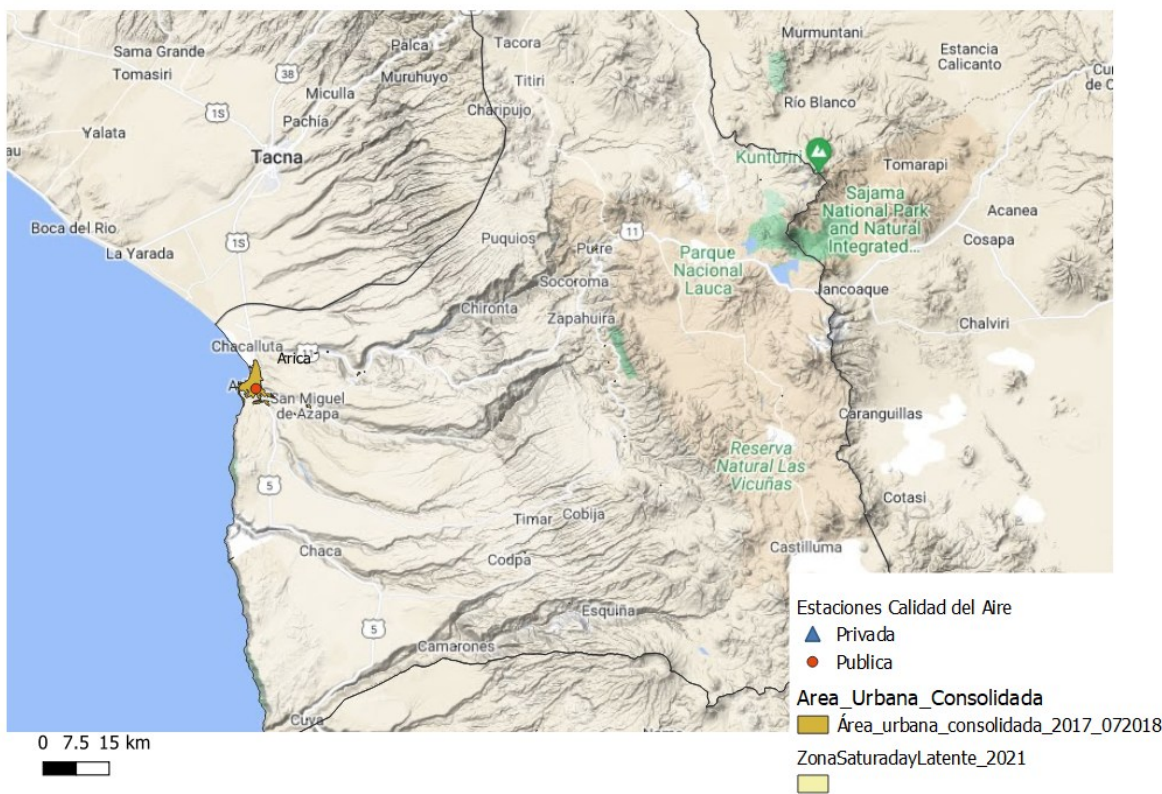 Murmuntani
Sama Grande
Palca
Tacora
Estancia
Calicanto
Tomasiri
38
Muruhuyo
Titiri
Miculla
Río Blanco
1S
Pachía
Charipujo
Yalata
Tacna
Kunturiri
Tomarapi
Sajama
National Park
and Natural
Integrated...
Acanea
Boca del Rio
1S
Puquios
Putre
11
Cosapa
La Yarada
Parque
Nacional
Lauca
Socoroma
Jancoaque
Chironta
Zapahuira
Chalviri
Chacalluta
Arica
San Miguel
de Azapa
Caranguillas
Reserva
Natural Las
Vicuñas
5
Timar
Cobija
Cotasi
Chaca
Codpa
Castilluma
Esquiña
5
Camarones
Cuya
Estaciones Calidad del Aire
Privada
Publica
Area_Urbana_Consolidada
Área_urbana_consolidada_2017_072018
ZonaSaturadayLatente_2021
0 7.5 15 km